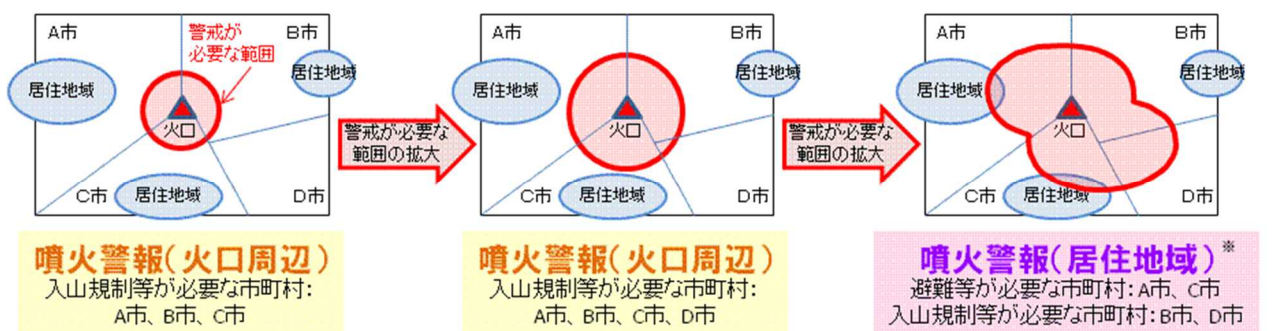 A市
警戒が
必要な範囲
B市
居住地域
居住地域
火口
C市
居住地域
D市
噴火警報(火口周辺)
入山規制等が必要な市町村:
A市、B市、C市
警戒が必要な
範囲の拡大
A市
B市
居住地域
居住地域
火口
C市
居住地域
D市
噴火警報(火口周辺)
入山規制等が必要な市町村:
A市、B市、C市、D市
警戒が必要な
範囲の拡大
A市
B市
居住地域
居住地域
火口
C市
居住地域
D市
噴火警報(居住地域)※
避難等が必要な市町村:A市、C市
入山規制等が必要な市町村:B市、D市